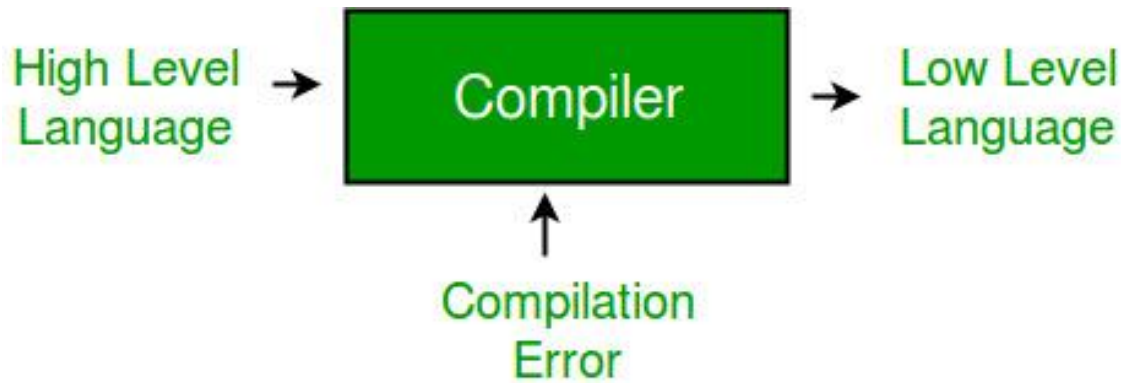 High Level
Language
Compiler
Low Level
Language
Compilation
Error